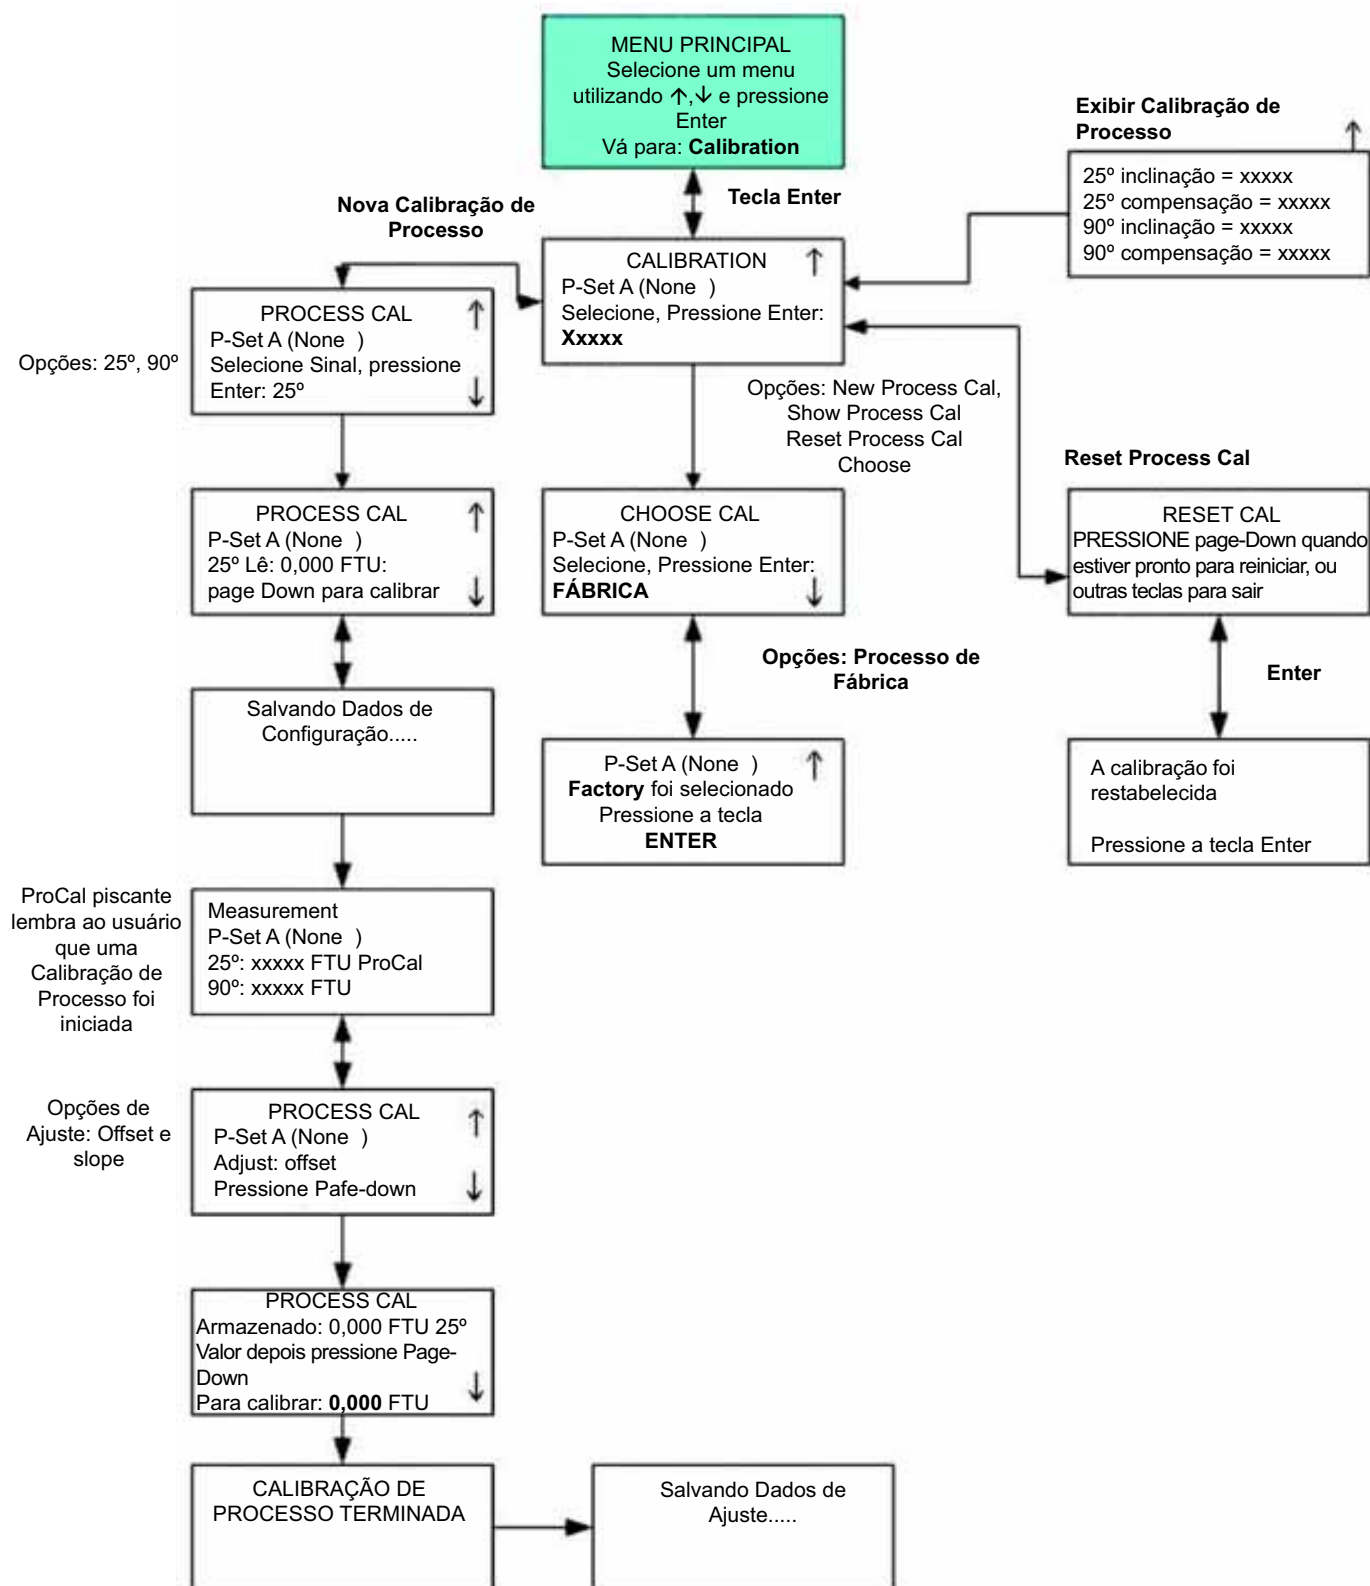 MENU PRINCIPAL
Selecione um menu
utilizando ↑,↓ e pressione
Enter
Vá para: Calibration
Exibir Calibração de
Processo
↑
25º inclinação = xxxxx
25º compensação = xxxxx
90º inclinação = xxxxx
90º compensação = xxxxx
Tecla Enter
Nova Calibração de
Processo
CALIBRATION ↑
P-Set A (None )
Selecione, Pressione Enter:
Xxxxx
PROCESS CAL ↑
P-Set A (None )
Selecione Sinal, pressione
Enter: 25º ↓
Opções: 25º, 90º
Opções: New Process Cal,
Show Process Cal
Reset Process Cal
Choose
Reset Process Cal
PROCESS CAL ↑
P-Set A (None )
25º Lê: 0,000 FTU:
page Down para calibrar ↓
CHOOSE CAL
P-Set A (None )
Selecione, Pressione Enter:
FÁBRICA ↓
RESET CAL
PRESSIONE page-Down quando
estiver pronto para reiniciar, ou
outras teclas para sair
Opções: Processo de
Fábrica
Enter
Salvando Dados de
Configuração.....
P-Set A (None ) ↑
Factory foi selecionado
Pressione a tecla
ENTER
A calibração foi
restabelecida
Pressione a tecla Enter
ProCal piscante
lembra ao usuário
que uma
Calibração de
Processo foi
iniciada
Measurement
P-Set A (None )
25º: xxxxx FTU ProCal
90º: xxxxx FTU
Opções de
Ajuste: Offset e
slope
PROCESS CAL ↑
P-Set A (None )
Adjust: offset
Pressione Pafe-down ↓
PROCESS CAL
Armazenado: 0,000 FTU 25º
Valor depois pressione Page-
Down
Para calibrar: 0,000 FTU ↓
CALIBRAÇÃO DE
PROCESSO TERMINADA
Salvando Dados de
Ajuste.....